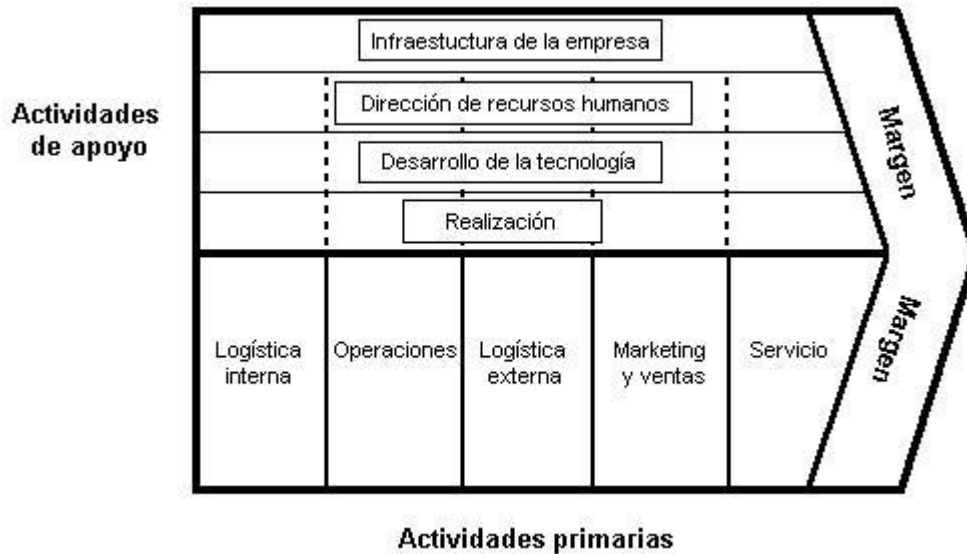 Infraestuctura de la empresa
Dirección de recursos humanos
Actividades
de apoyo
Desarrollo de la tecnología
Realización
Margen
Margen
Logística
interna
Operaciones
Logística
externa
Marketing
y ventas
Servicio
Actividades primarias